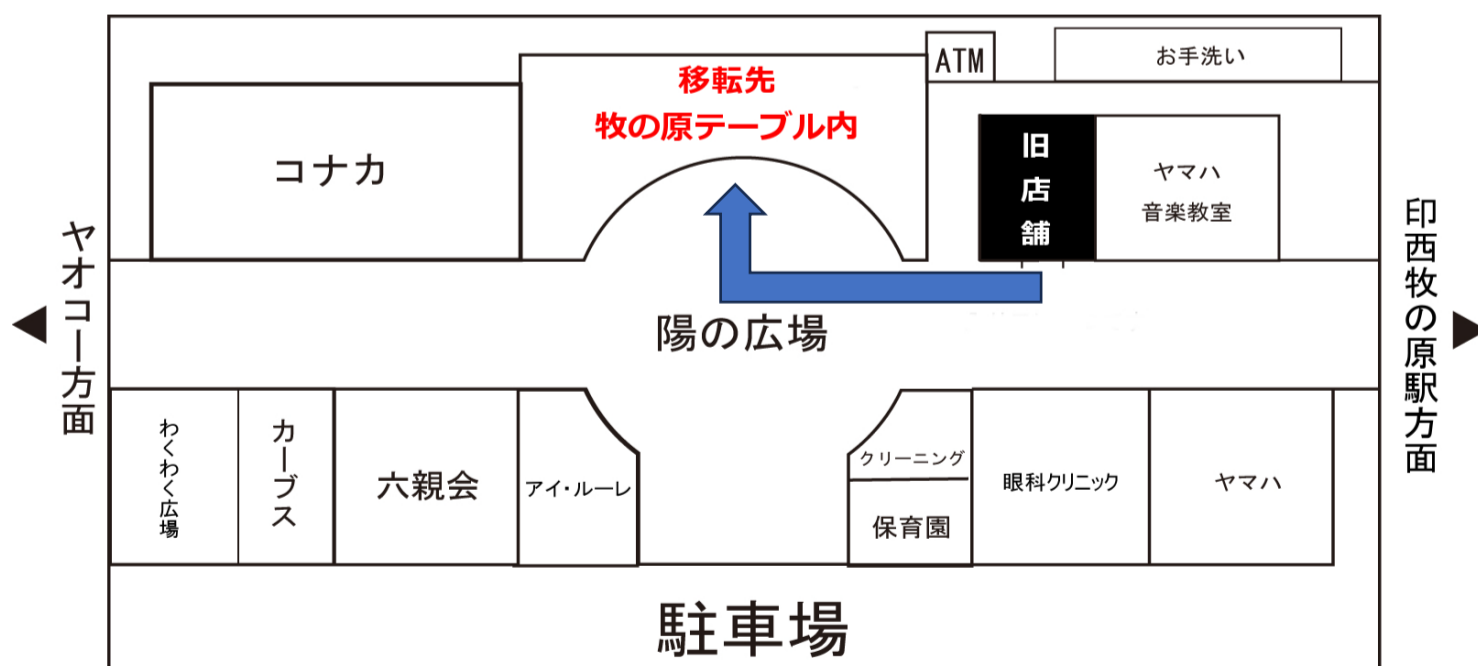 ATM
お手洗い
移転先
牧の原テーブル内
コナカ
旧店舗
ヤマハ
音楽教室
ヤオコー方面
印西牧の原駅方面
陽の広場
わくわく広場
カーブス
六親会
アイ・ルーレ
クリーニング
保育園
眼科クリニック
ヤマハ
駐車場